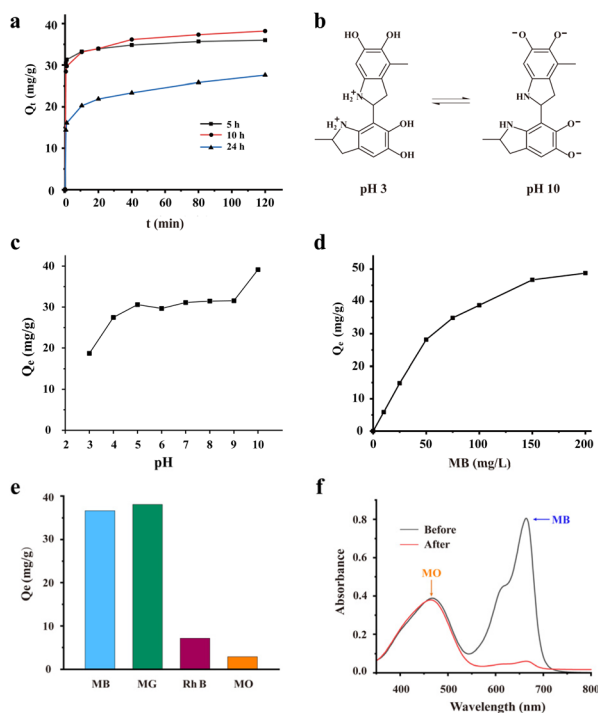 a
40
30
20
10
0
Qt (mg/g)
5 h
10 h
24 h
0 20 40 60 80 100 120
t (min)
b
HO OH
N
H2
+
H2
+
N
OH
OH
pH 3
⁻O O⁻
HN
HN
O⁻
O⁻
pH 10
c
40
30
20
10
0
Qe (mg/g)
2 3 4 5 6 7 8 9 10
pH
d
50
40
30
20
10
0
Qe (mg/g)
0 50 100 150 200
MB (mg/L)
e
40
30
20
10
0
Qe (mg/g)
MB MG Rh B MO
f
Before
After
MB
MO
0.8
0.6
0.4
0.2
0.0
Absorbance
400 500 600 700 800
Wavelength (nm)